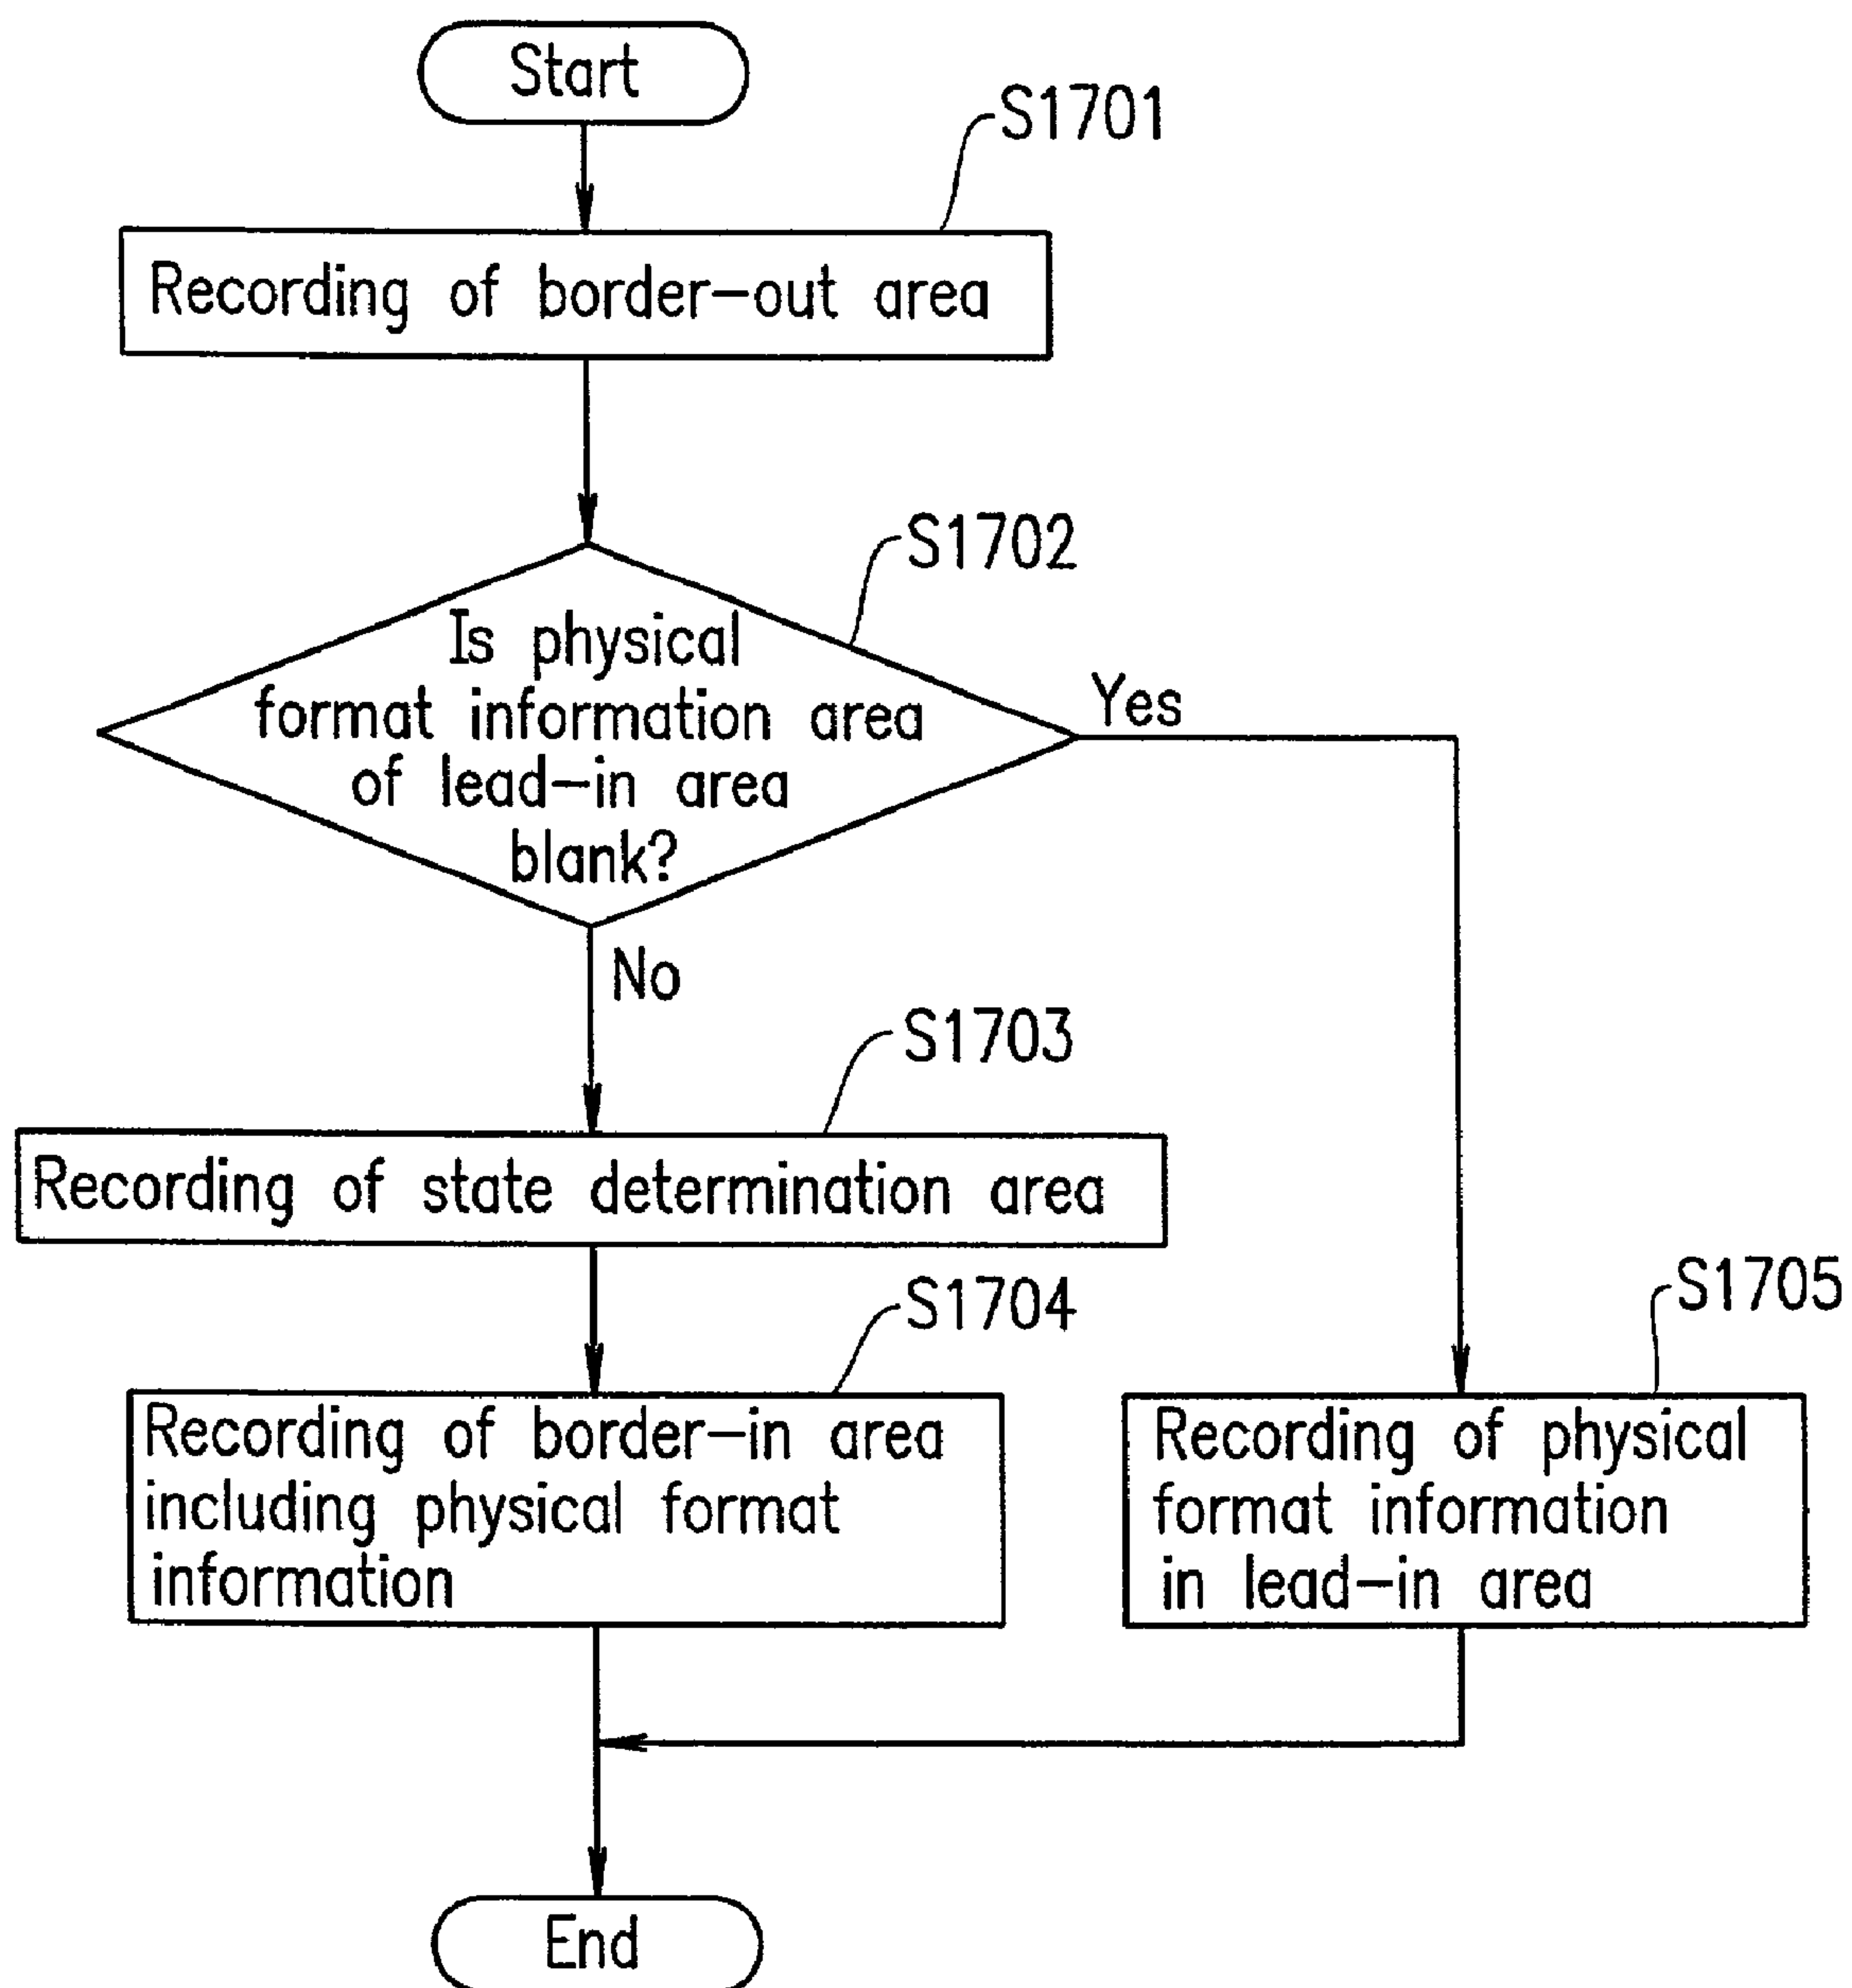 Start
S1701
Recording of border-out area
S1702
Is physical
format information area
of lead-in area
blank?
Yes
No
S1703
Recording of state determination area
S1704
Recording of border-in area
including physical format
information
S1705
Recording of physical
format information
in lead-in area
End